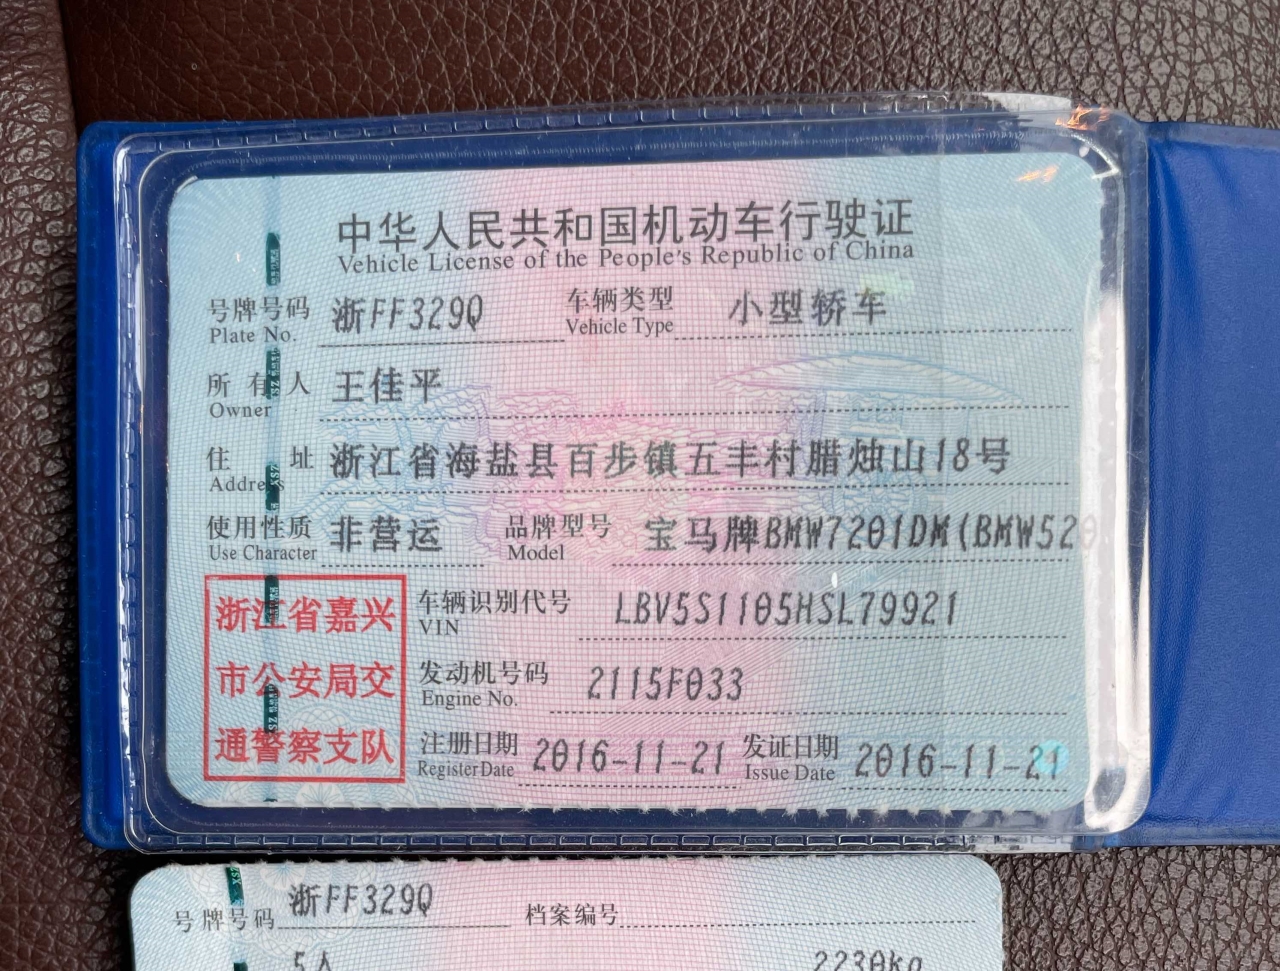 中华人民共和国机动车行驶证
Vehicle License of the People's Republic of China
号牌号码 浙FF329Q 车辆类型 小型轿车
Plate No. Vehicle Type
所有人 王佳平
Owner
住址 浙江省海盐县百步镇五丰村腊烛山18号
Address
使用性质 非营运 品牌型号 宝马牌BMW7201DM(BMW520
Use Character Model
浙江省嘉兴
市公安局交
通警察支队
车辆识别代号 LBV5S1105HSL79921
VIN
发动机号码 2115F033
Engine No.
注册日期 2016-11-21 发证日期 2016-11-21
Register Date Issue Date
号牌号码 浙FF329Q 档案编号
5人 2230kg